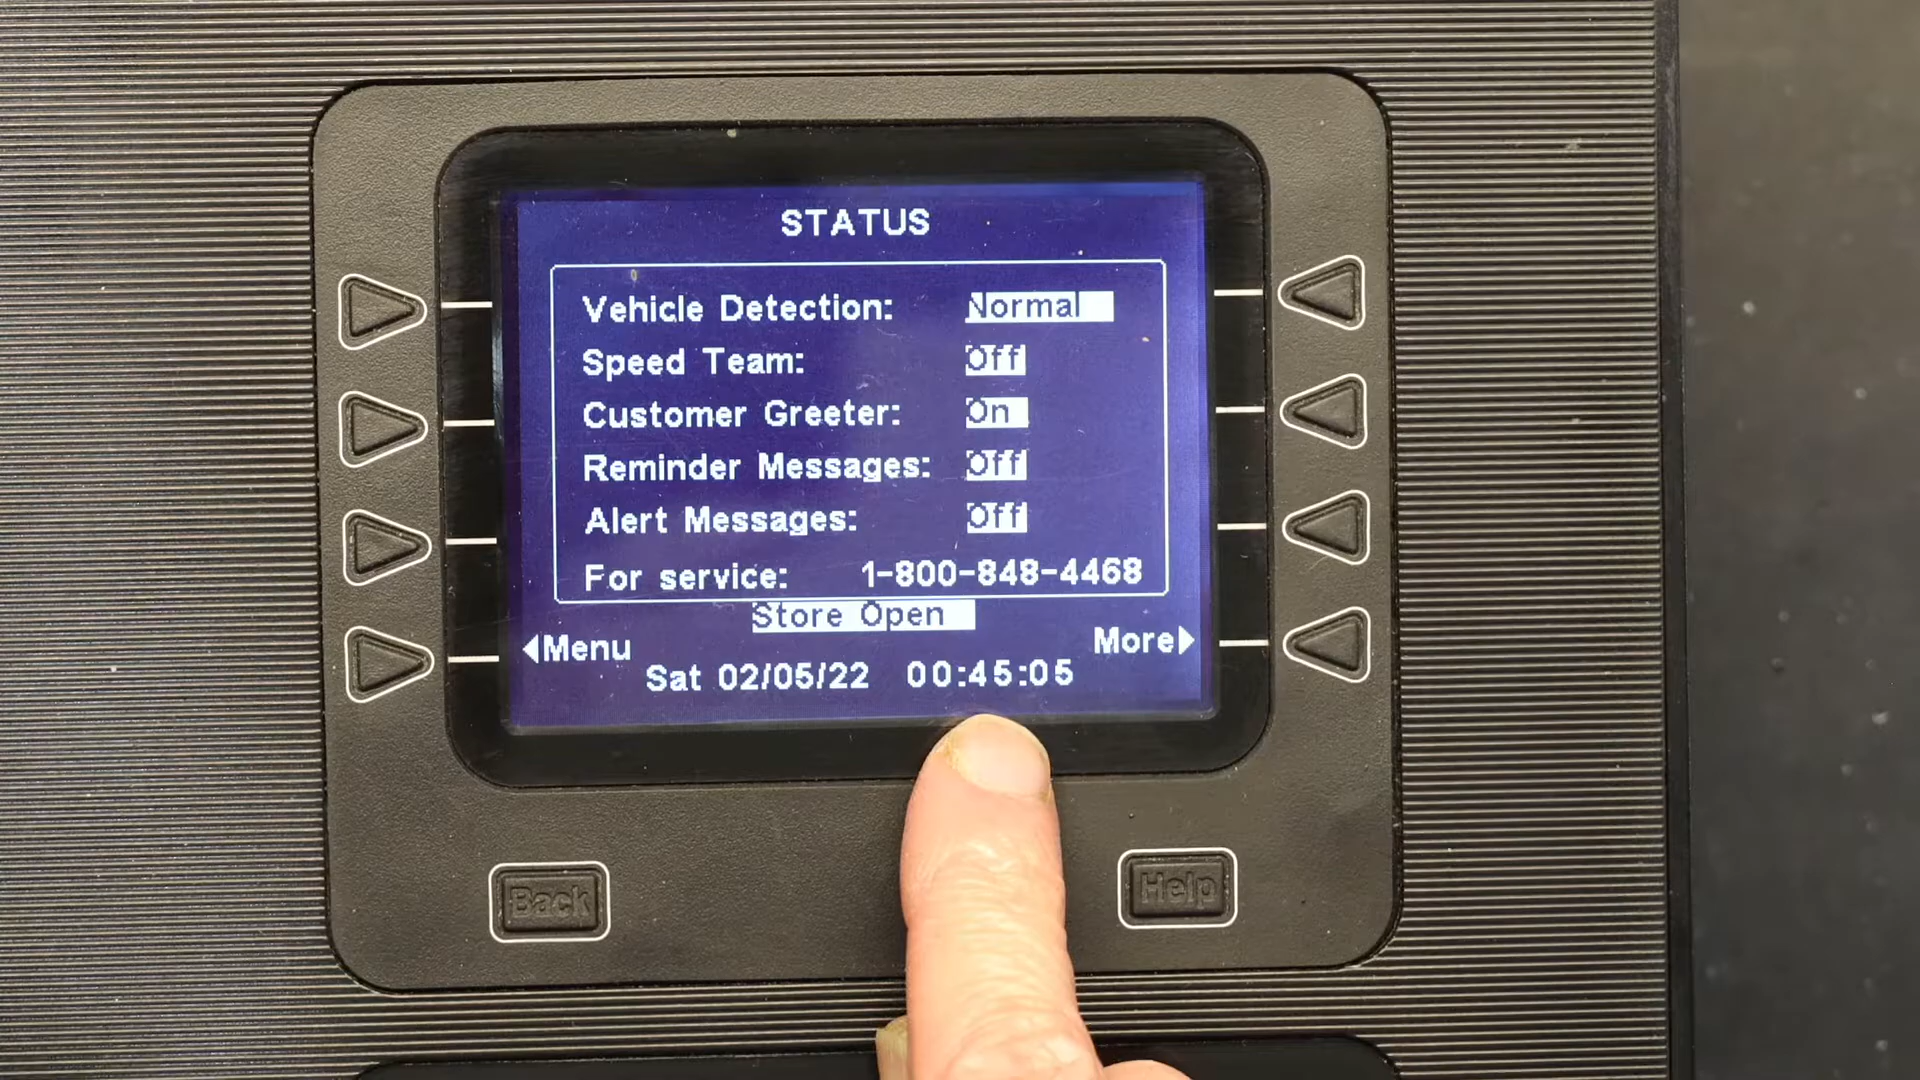 STATUS
Vehicle Detection: Normal
Speed Team: Off
Customer Greeter: On
Reminder Messages: Off
Alert Messages: Off
For service: 1-800-848-4468
Store Open
Menu More
Sat 02/05/22 00:45:05
Back Help